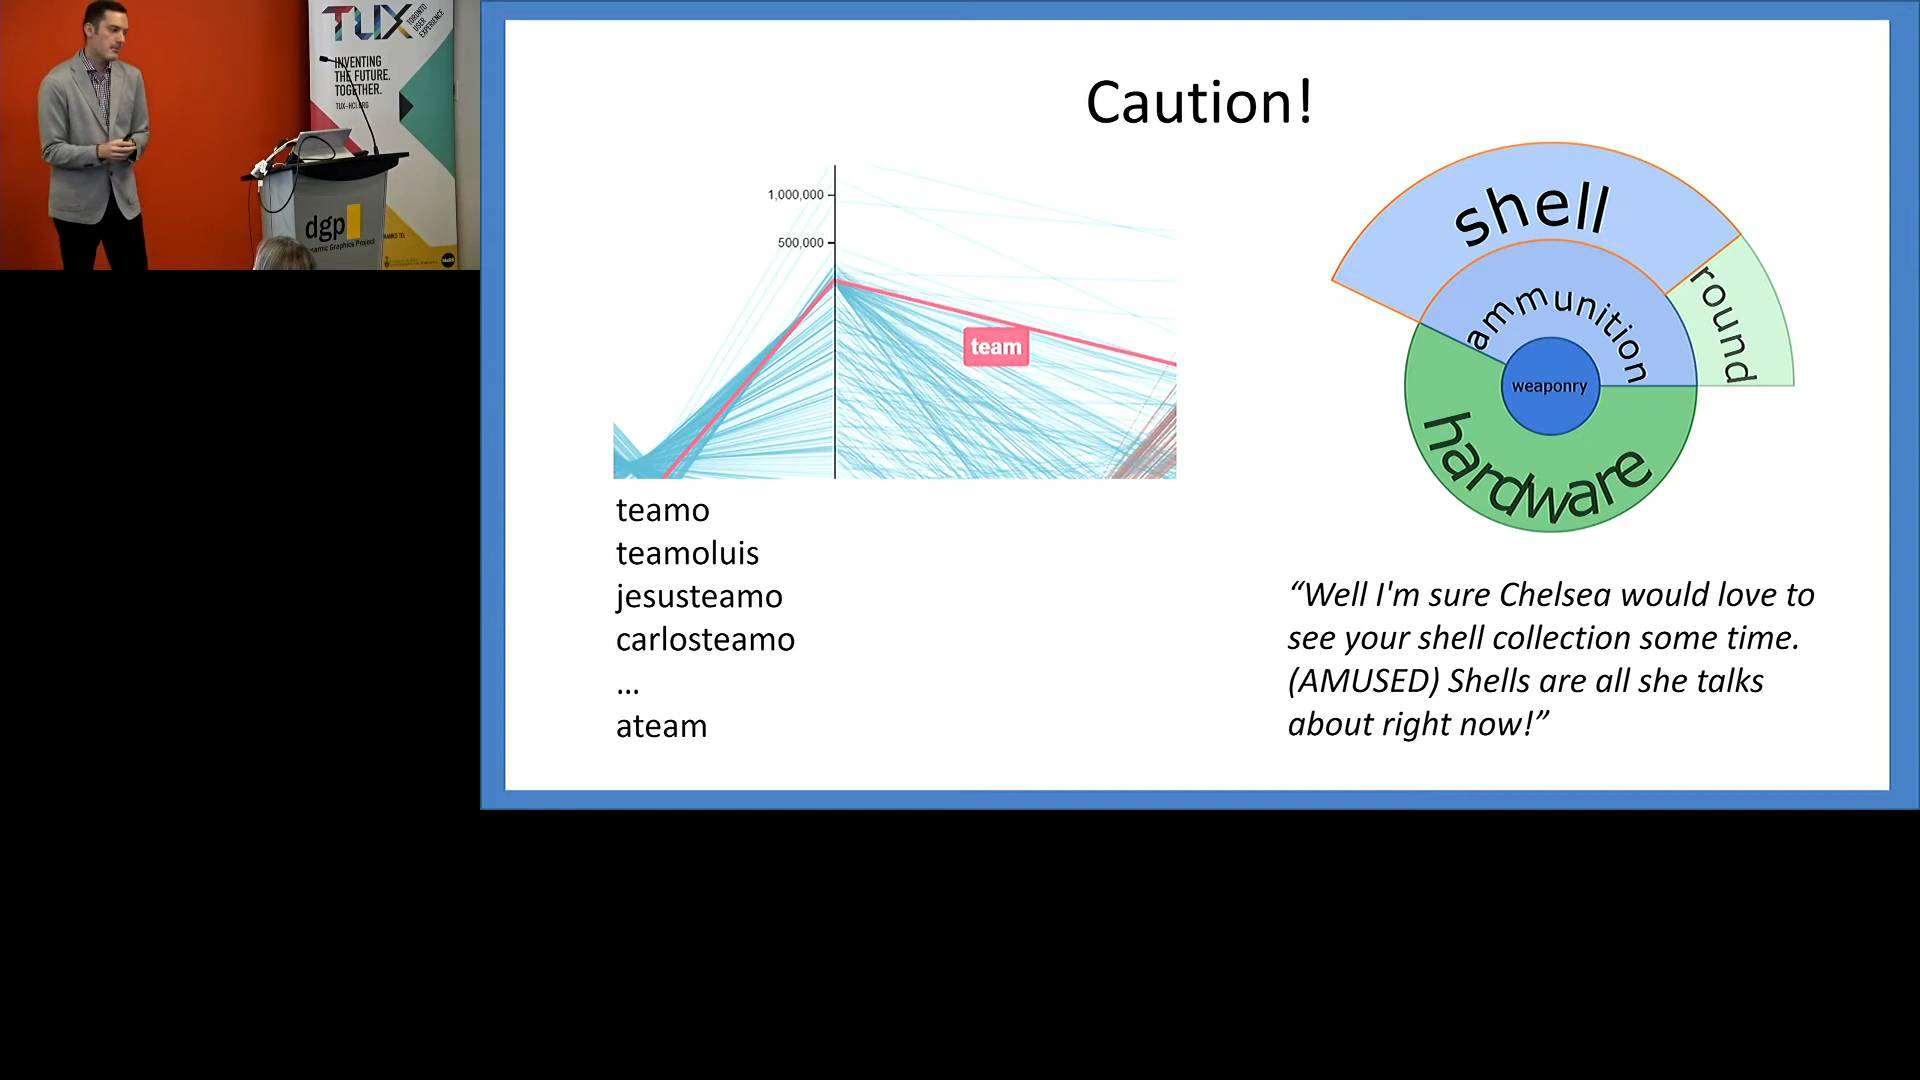 TUX
TORONTO
USER
EXPERIENCE
INVENTING
THE FUTURE.
TOGETHER.
TUX-HCI.ORG
dgp
Dynamic Graphics Project
Caution!
1,000,000
500,000
team
teamo
teamoluis
jesusteamo
carlosteamo
...
ateam
shell
round
ammunition
weaponry
hardware
“Well I'm sure Chelsea would love to
see your shell collection some time.
(AMUSED) Shells are all she talks
about right now!”